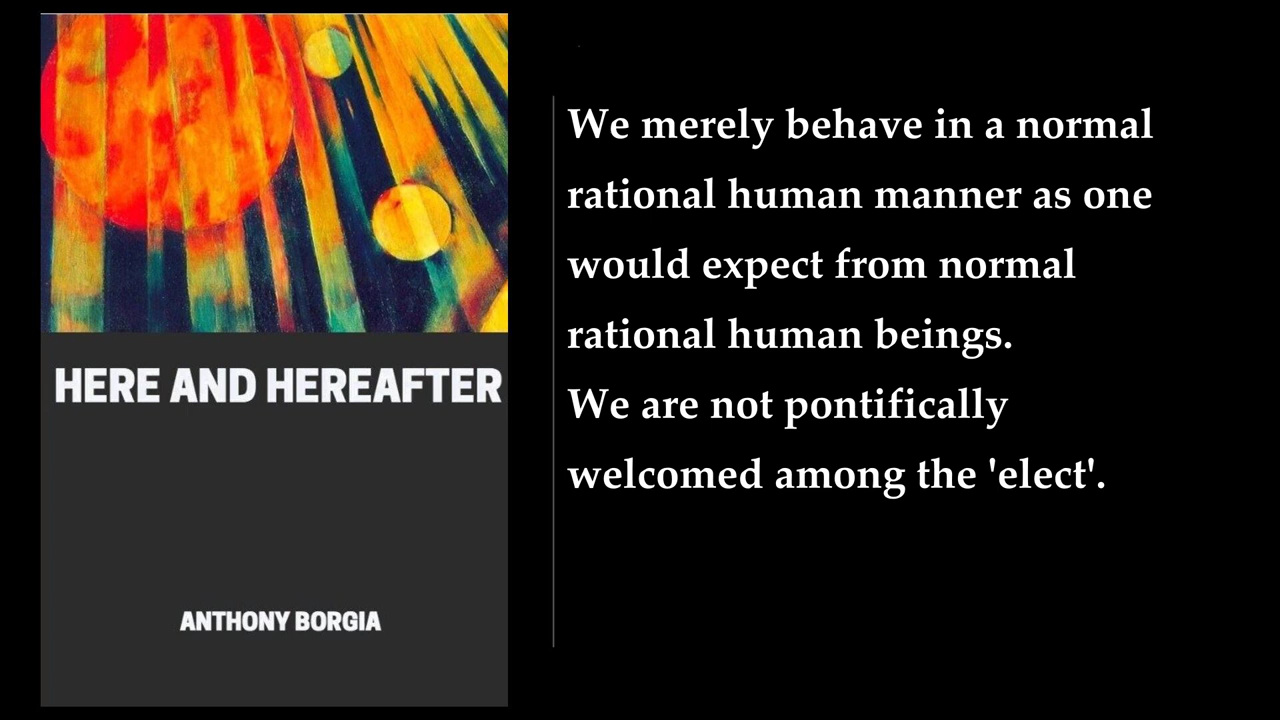 HERE AND HEREAFTER
ANTHONY BORGIA
We merely behave in a normal
rational human manner as one
would expect from normal
rational human beings.
We are not pontifically
welcomed among the 'elect'.